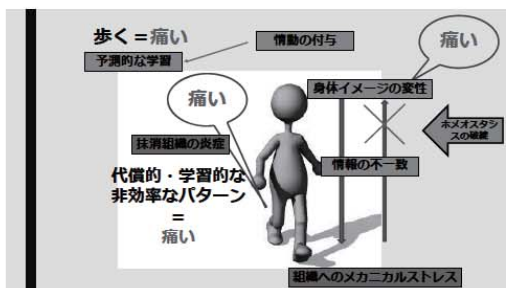 歩く＝痛い
情動の付与
痛い
予測的な学習
痛い
身体イメージの変性
ホメオスタシ
スの破綻
抹消組織の炎症
情報の不一致
代償的・学習的な
非効率なパターン
＝
痛い
組織へのメカニカルストレス